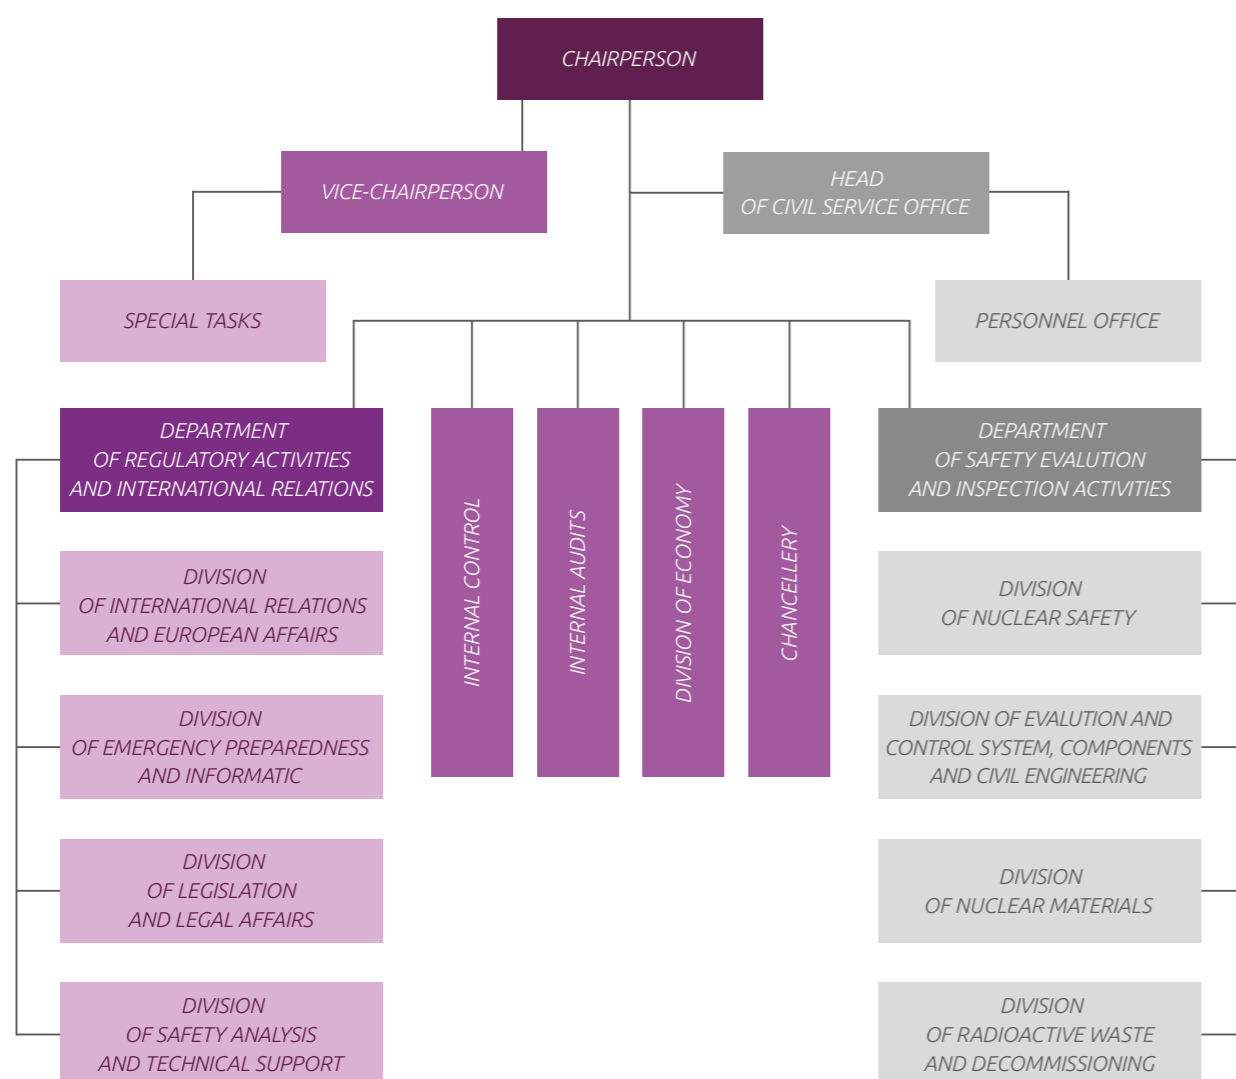 CHAIRPERSON
VICE-CHAIRPERSON
HEAD
OF CIVIL SERVICE OFFICE
SPECIAL TASKS
PERSONNEL OFFICE
DEPARTMENT
OF REGULATORY ACTIVITIES
AND INTERNATIONAL RELATIONS
INTERNAL CONTROL
INTERNAL AUDITS
DIVISION OF ECONOMY
CHANCELLERY
DEPARTMENT
OF SAFETY EVALUTION
AND INSPECTION ACTIVITIES
DIVISION
OF INTERNATIONAL RELATIONS
AND EUROPEAN AFFAIRS
DIVISION
OF NUCLEAR SAFETY
DIVISION
OF EMERGENCY PREPAREDNESS
AND INFORMATIC
DIVISION OF EVALUTION AND
CONTROL SYSTEM, COMPONENTS
AND CIVIL ENGINEERING
DIVISION
OF LEGISLATION
AND LEGAL AFFAIRS
DIVISION
OF NUCLEAR MATERIALS
DIVISION
OF SAFETY ANALYSIS
AND TECHNICAL SUPPORT
DIVISION
OF RADIOACTIVE WASTE
AND DECOMMISSIONING